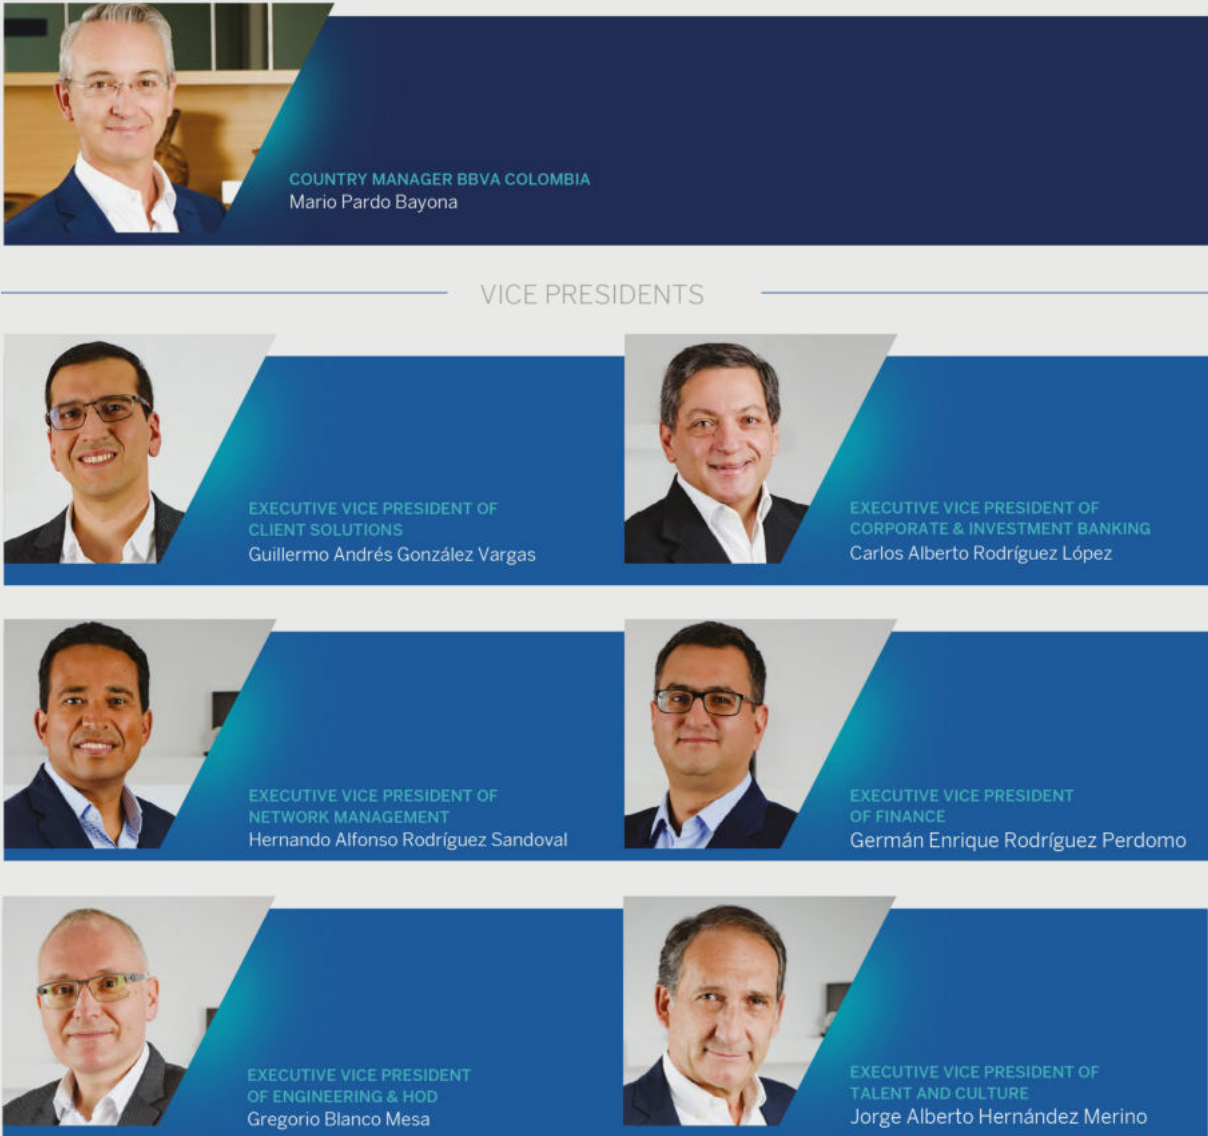 COUNTRY MANAGER BBVA COLOMBIA
Mario Pardo Bayona
VICE PRESIDENTS
EXECUTIVE VICE PRESIDENT OF
CLIENT SOLUTIONS
Guillermo Andrés González Vargas
EXECUTIVE VICE PRESIDENT OF
CORPORATE & INVESTMENT BANKING
Carlos Alberto Rodríguez López
EXECUTIVE VICE PRESIDENT OF
NETWORK MANAGEMENT
Hernando Alfonso Rodríguez Sandoval
EXECUTIVE VICE PRESIDENT
OF FINANCE
Germán Enrique Rodríguez Perdomo
EXECUTIVE VICE PRESIDENT
OF ENGINEERING & HOD
Gregorio Blanco Mesa
EXECUTIVE VICE PRESIDENT OF
TALENT AND CULTURE
Jorge Alberto Hernández Merino